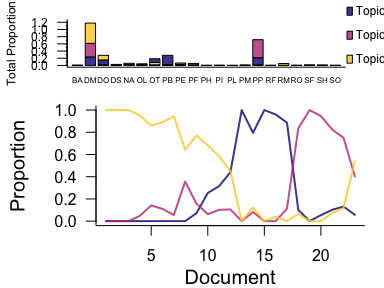 Total Proportion
1.2
1.0
0.8
0.6
0.4
0.2
0.0
BA DM DO DS NA OL OT PB PE PF PH PI PL PM PP RF RM RO SF SH SO
Topic
Topic
Topic
Proportion
1.0
0.8
0.6
0.4
0.2
0.0
5 10 15 20
Document